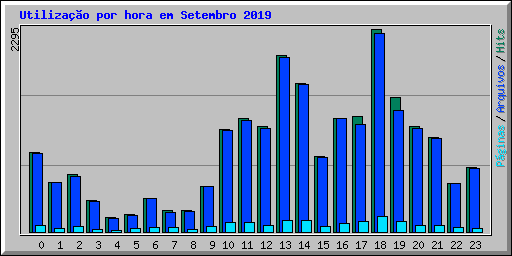 Utilização por hora em Setembro 2019
2295
Páginas / Arquivos / Hits
0 1 2 3 4 5 6 7 8 9 10 11 12 13 14 15 16 17 18 19 20 21 22 23